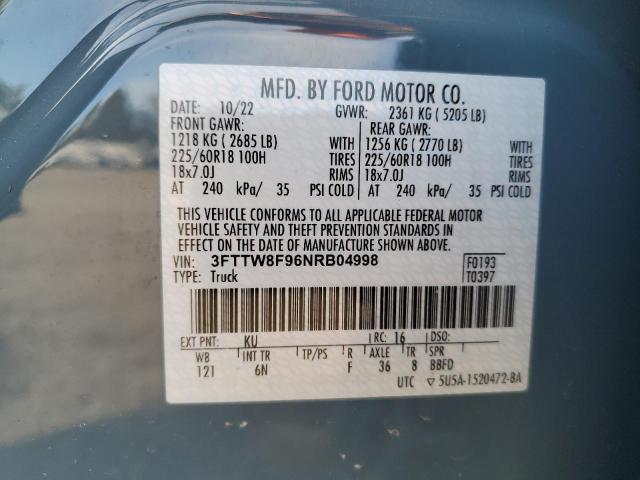 MFD. BY FORD MOTOR CO.
DATE: 10/22 GVWR: 2361 KG ( 5205 LB)
FRONT GAWR: REAR GAWR:
1218 KG ( 2685 LB) 1256 KG ( 2770 LB)
225/60R18 100H TIRES 225/60R18 100H TIRES
18x7.0J RIMS 18x7.0J RIMS
AT 240 kPa/ 35 PSI COLD AT 240 kPa/ 35 PSI COLD
THIS VEHICLE CONFORMS TO ALL APPLICABLE FEDERAL MOTOR
VEHICLE SAFETY AND THEFT PREVENTION STANDARDS IN
EFFECT ON THE DATE OF MANUFACTURE SHOWN ABOVE.
VIN: 3FTTW8F96NRB04998 F0193
TYPE: Truck T0397
EXT PNT: KU RC: 16 DSO:
WB INT TR TP/PS R AXLE TR SPR
121 6N F 36 8 BBFD
UTC ▽ 5U5A-1520472-BA